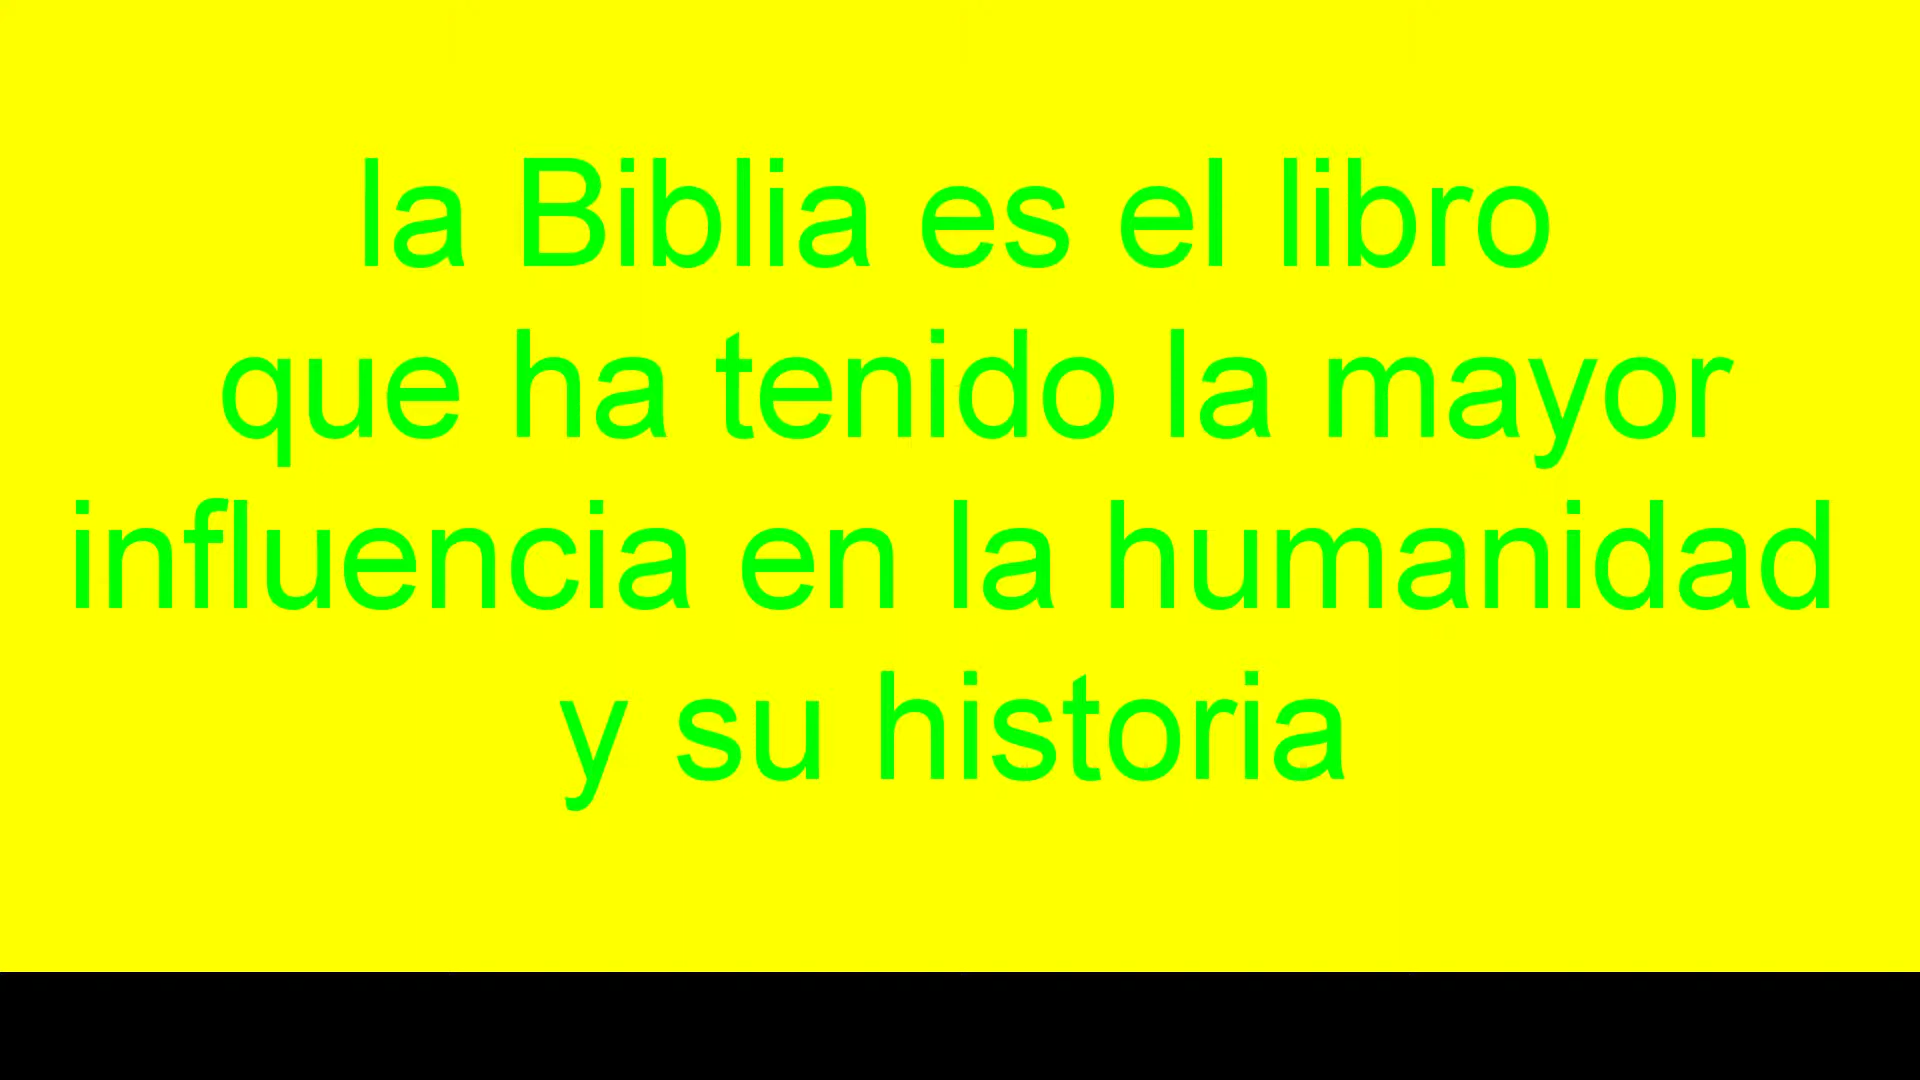 la Biblia es el libro
que ha tenido la mayor
influencia en la humanidad
y su historia